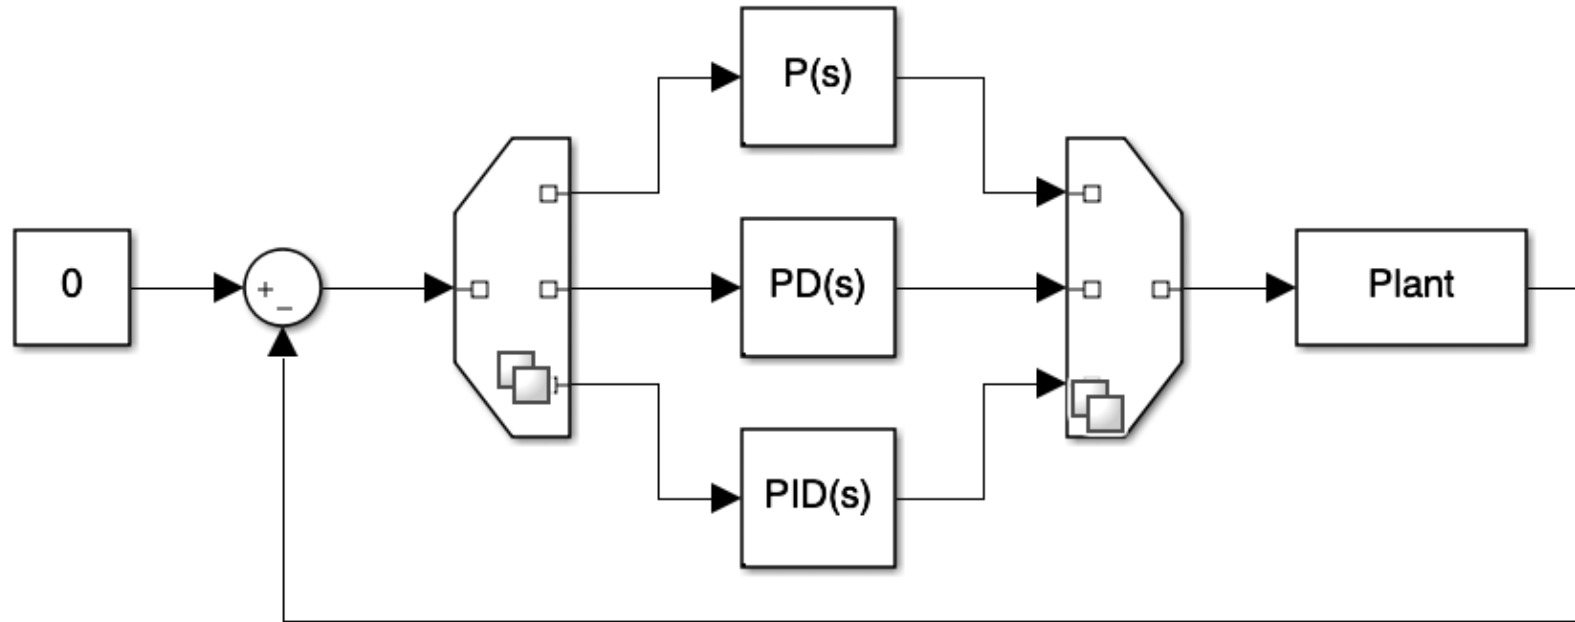 P(s)
0
+
−
PD(s)
Plant
PID(s)